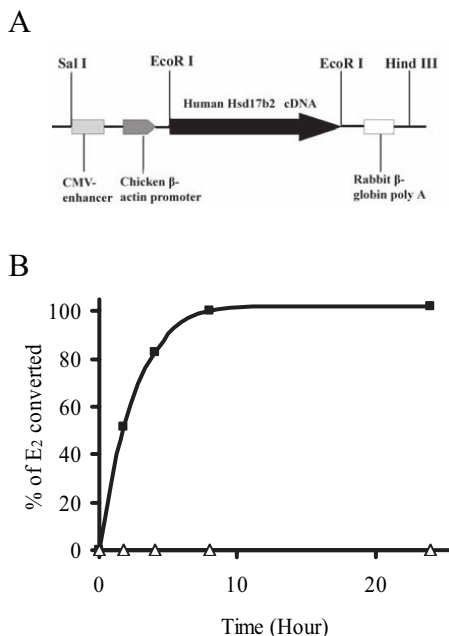 A
Sal I
EcoR I
EcoR I
Hind III
Human Hsd17b2 cDNA
CMV-
enhancer
Chicken β-
actin promoter
Rabbit β-
globin poly A
B
100
80
60
40
20
0
% of E2 converted
0
10
20
Time (Hour)